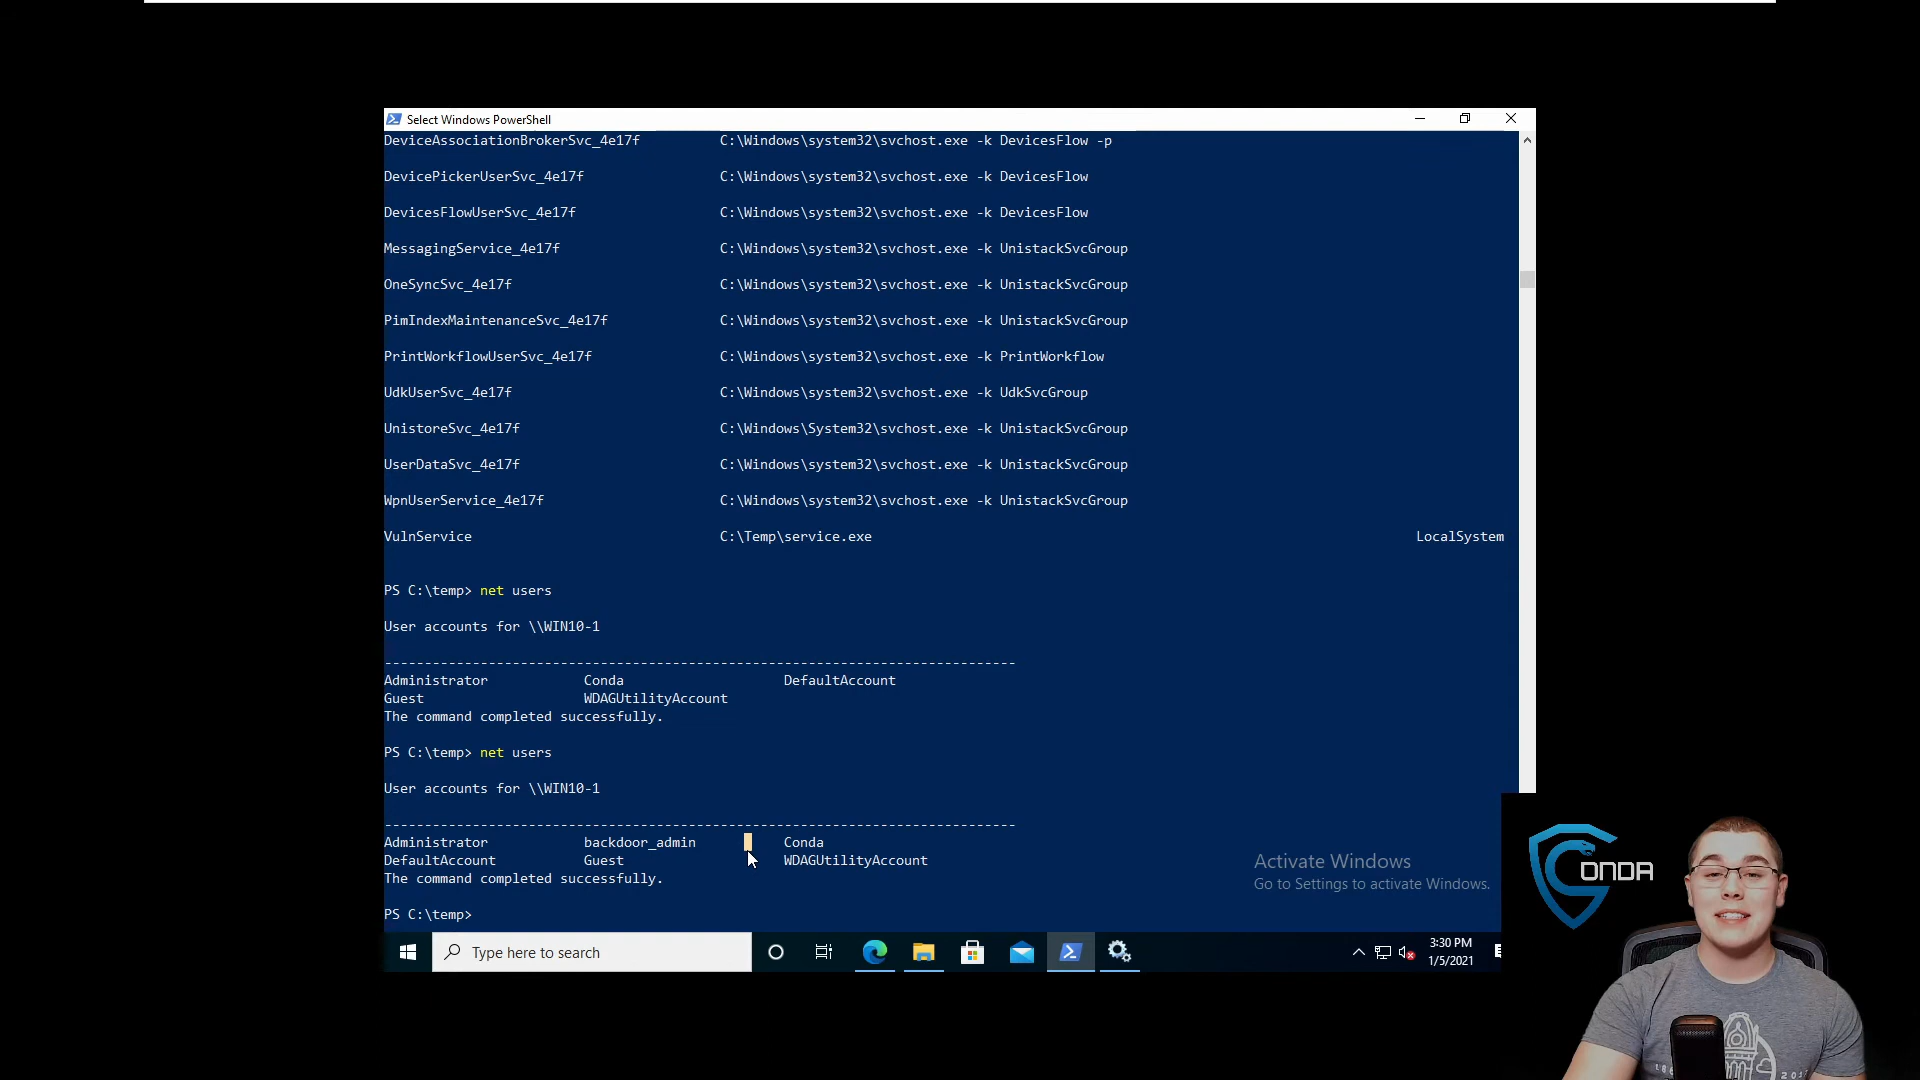 Select Windows PowerShell
DeviceAssociationBrokerSvc_4e17f C:\Windows\system32\svchost.exe -k DevicesFlow -p
DevicePickerUserSvc_4e17f C:\Windows\system32\svchost.exe -k DevicesFlow
DevicesFlowUserSvc_4e17f C:\Windows\system32\svchost.exe -k DevicesFlow
MessagingService_4e17f C:\Windows\system32\svchost.exe -k UnistackSvcGroup
OneSyncSvc_4e17f C:\Windows\system32\svchost.exe -k UnistackSvcGroup
PimIndexMaintenanceSvc_4e17f C:\Windows\system32\svchost.exe -k UnistackSvcGroup
PrintWorkflowUserSvc_4e17f C:\Windows\system32\svchost.exe -k PrintWorkflow
UdkUserSvc_4e17f C:\Windows\system32\svchost.exe -k UdkSvcGroup
UnistoreSvc_4e17f C:\Windows\System32\svchost.exe -k UnistackSvcGroup
UserDataSvc_4e17f C:\Windows\system32\svchost.exe -k UnistackSvcGroup
WpnUserService_4e17f C:\Windows\system32\svchost.exe -k UnistackSvcGroup
VulnService C:\Temp\service.exe LocalSystem
PS C:\temp> net users
User accounts for \\WIN10-1
-------------------------------------------------------------------------------
Administrator Conda DefaultAccount
Guest WDAGUtilityAccount
The command completed successfully.
PS C:\temp> net users
User accounts for \\WIN10-1
-------------------------------------------------------------------------------
Administrator backdoor_admin Conda
DefaultAccount Guest WDAGUtilityAccount
The command completed successfully.
PS C:\temp>
Activate Windows
Go to Settings to activate Windows.
CONDA
Type here to search
3:30 PM
1/5/2021